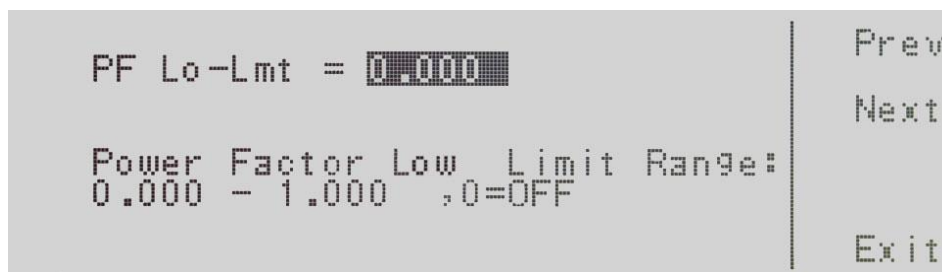 PF Lo-Lmt = 0.000
Power Factor Low Limit Range:
0.000 - 1.000 ,0=OFF
Prev
Next
Exit